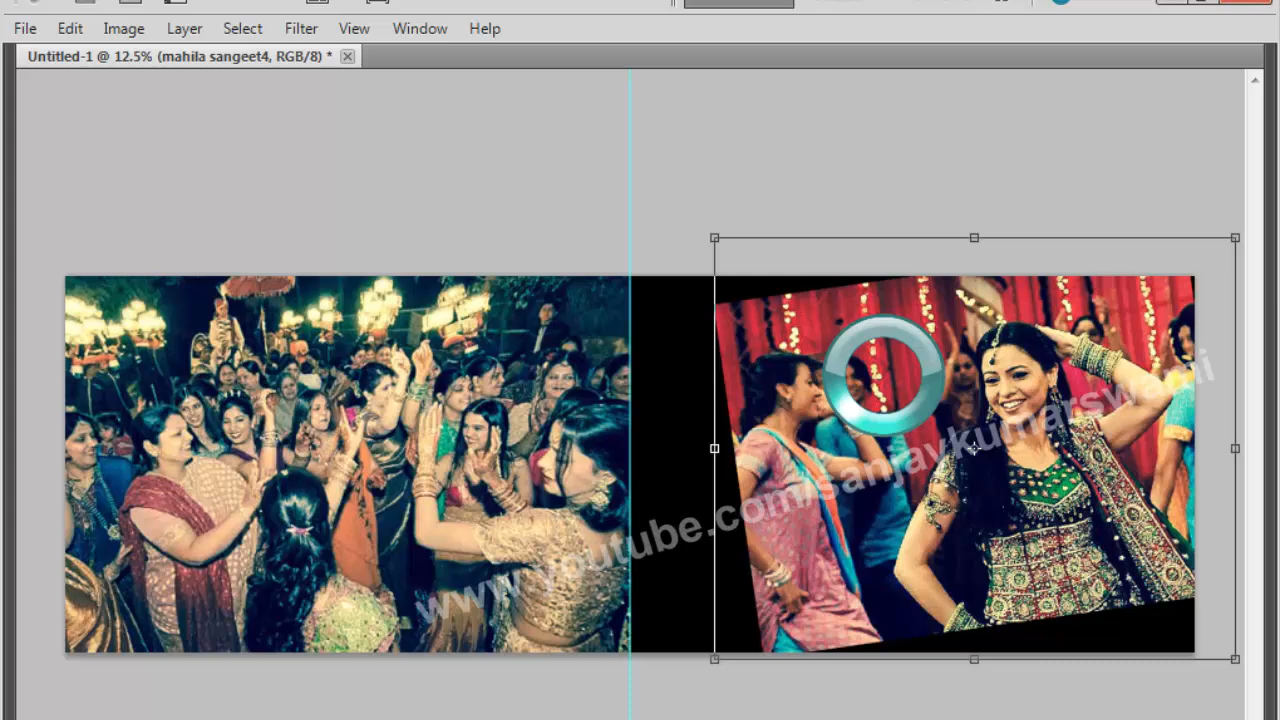 File Edit Image Layer Select Filter View Window Help
Untitled-1 @ 12.5% (mahila sangeet4, RGB/8) *
www.youtube.com/sanjaykumarswami